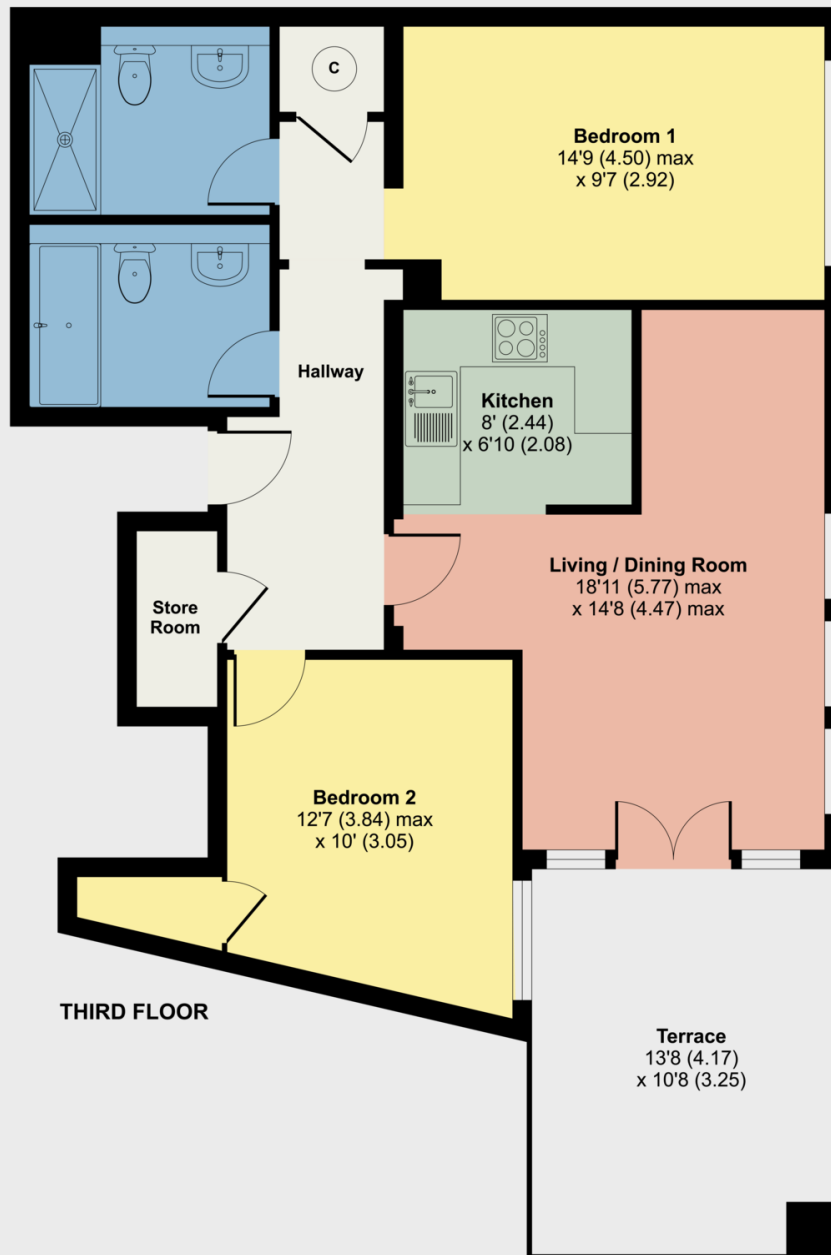 C
Bedroom 1
14'9 (4.50) max
x 9'7 (2.92)
Hallway
Kitchen
8' (2.44)
x 6'10 (2.08)
Living / Dining Room
18'11 (5.77) max
x 14'8 (4.47) max
Store
Room
Bedroom 2
12'7 (3.84) max
x 10' (3.05)
THIRD FLOOR
Terrace
13'8 (4.17)
x 10'8 (3.25)